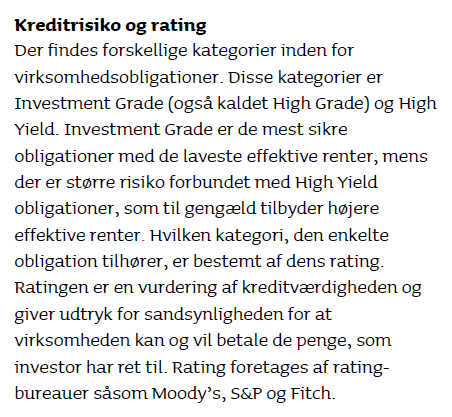 Kreditrisiko og rating
Der findes forskellige kategorier inden for
virksomhedsobligationer. Disse kategorier er
Investment Grade (også kaldet High Grade) og High
Yield. Investment Grade er de mest sikre
obligationer med de laveste effektive renter, mens
der er større risiko forbundet med High Yield
obligationer, som til gengæld tilbyder højere
effektive renter. Hvilken kategori, den enkelte
obligation tilhører, er bestemt af dens rating.
Ratingen er en vurdering af kreditværdigheden og
giver udtryk for sandsynligheden for at
virksomheden kan og vil betale de penge, som
investor har ret til. Rating foretages af rating-
bureauer såsom Moody’s, S&P og Fitch.